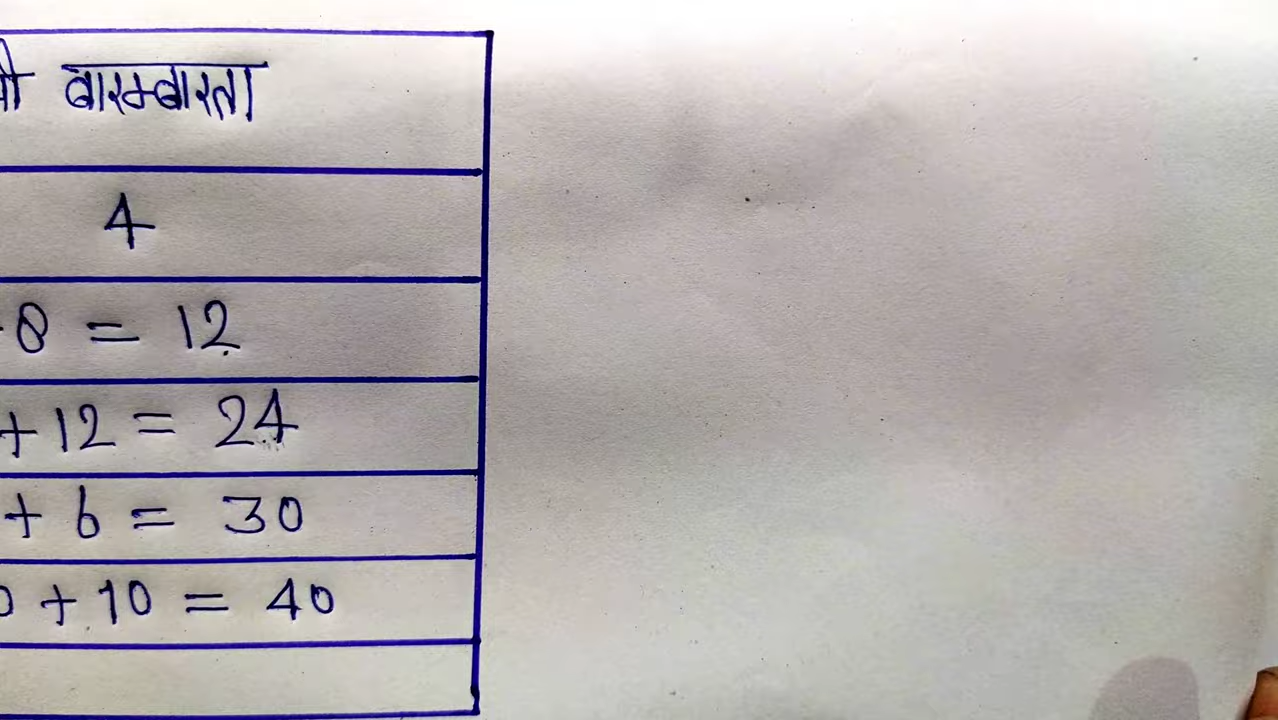 बारम्बारता
4
8 = 12
+ 12 = 24
+ 6 = 30
+ 10 = 40